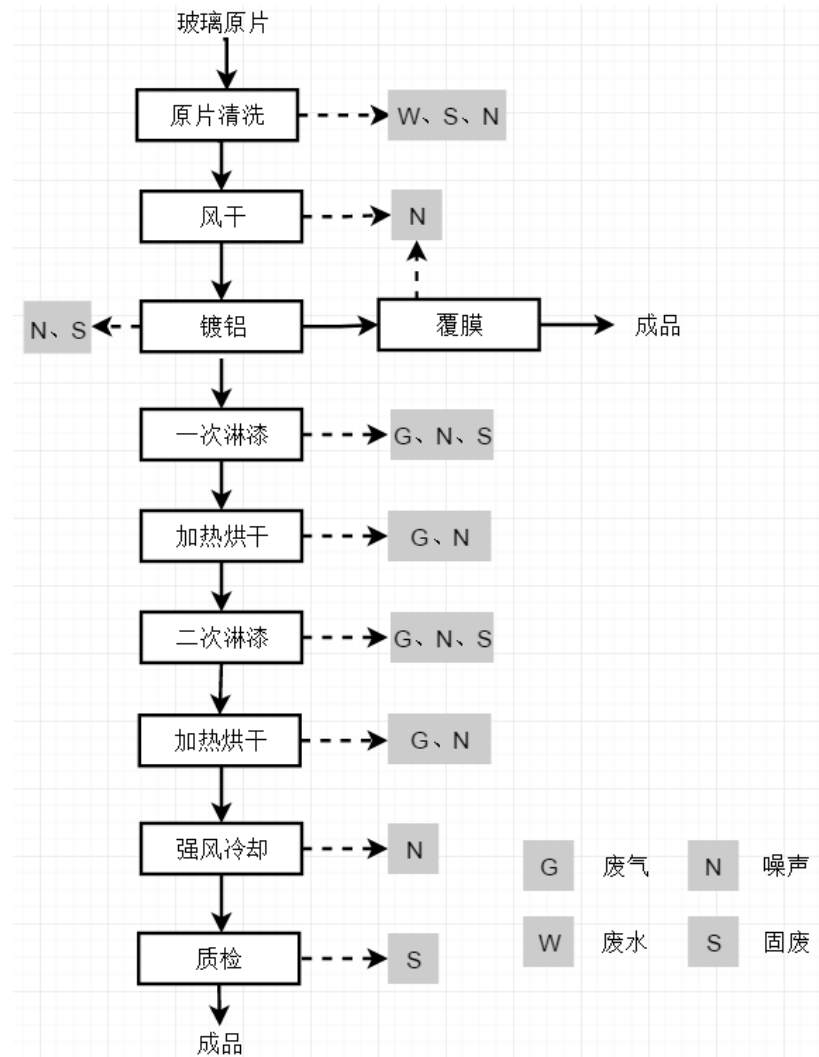 玻璃原片
原片清洗
W、S、N
风干
N
N、S
镀铝
覆膜
成品
一次淋漆
G、N、S
加热烘干
G、N
二次淋漆
G、N、S
加热烘干
G、N
强风冷却
N
G 废气 N 噪声
W 废水 S 固废
质检
S
成品